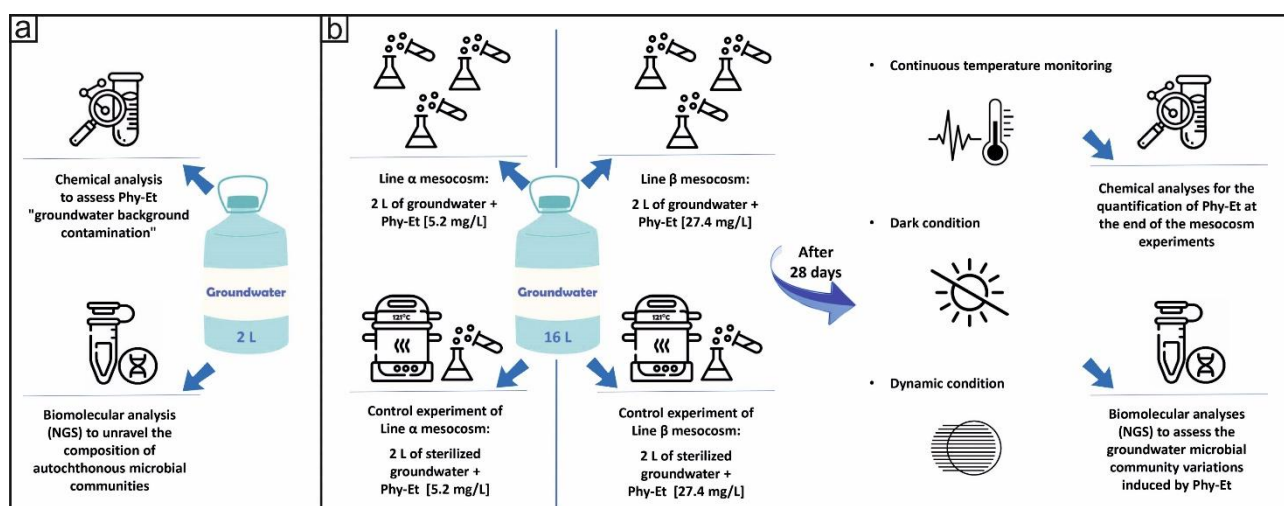 a
Chemical analysis
to assess Phy-Et
"groundwater background
contamination"
Groundwater
2 L
Biomolecular analysis
(NGS) to unravel the
composition of
autochthonous microbial
communities
b
Line α mesocosm:
2 L of groundwater +
Phy-Et [5.2 mg/L]
Line β mesocosm:
2 L of groundwater +
Phy-Et [27.4 mg/L]
Groundwater
16 L
121°C
Control experiment of
Line α mesocosm:
2 L of sterilized
groundwater +
Phy-Et [5.2 mg/L]
121°C
Control experiment of
Line β mesocosm:
2 L of sterilized
groundwater +
Phy-Et [27.4 mg/L]
After
28 days
• Continuous temperature monitoring
• Dark condition
• Dynamic condition
Chemical analyses for the
quantification of Phy-Et at
the end of the mesocosm
experiments
Biomolecular analyses
(NGS) to assess the
groundwater microbial
community variations
induced by Phy-Et